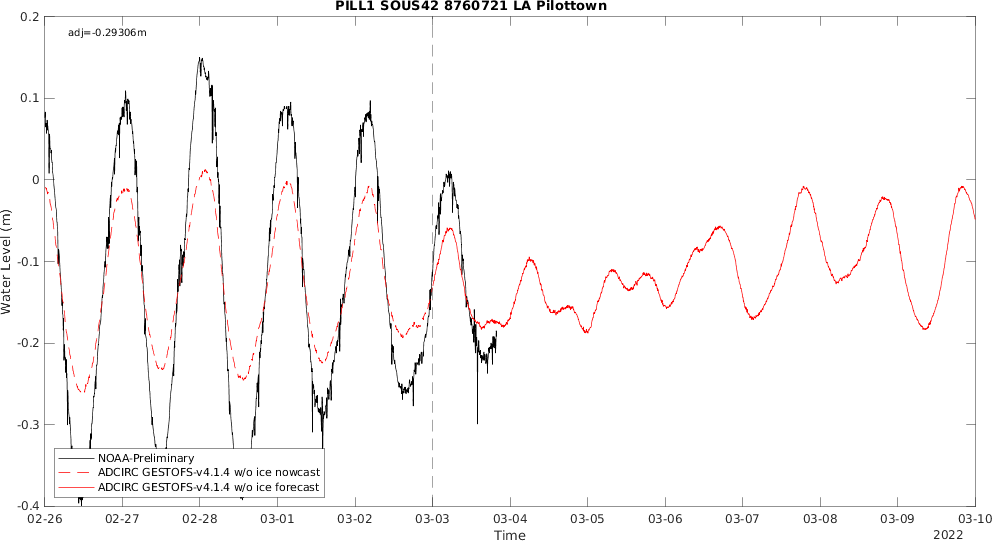 PILL1 SOUS42 8760721 LA Pilottown
adj=-0.29306m
0.2
0.1
0
-0.1
-0.2
-0.3
-0.4
Water Level (m)
NOAA-Preliminary
ADCIRC GESTOFS-v4.1.4 w/o ice nowcast
ADCIRC GESTOFS-v4.1.4 w/o ice forecast
02-26 02-27 02-28 03-01 03-02 03-03 03-04 03-05 03-06 03-07 03-08 03-09 03-10
Time
2022